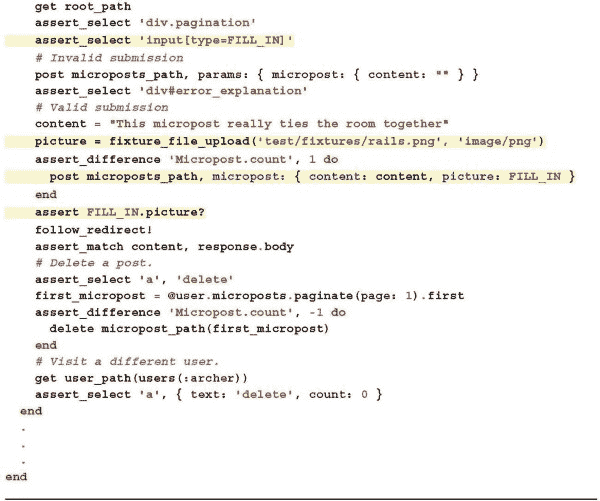 get root_path
assert_select 'div.pagination'
assert_select 'input[type=FILL_IN]'
# Invalid submission
post microposts_path, params: { micropost: { content: "" } }
assert_select 'div#error_explanation'
# Valid submission
content = "This micropost really ties the room together"
picture = fixture_file_upload('test/fixtures/rails.png', 'image/png')
assert_difference 'Micropost.count', 1 do
post microposts_path, micropost: { content: content, picture: FILL_IN }
end
assert FILL_IN.picture?
follow_redirect!
assert_match content, response.body
# Delete a post.
assert_select 'a', 'delete'
first_micropost = @user.microposts.paginate(page: 1).first
assert_difference 'Micropost.count', -1 do
delete micropost_path(first_micropost)
end
# Visit a different user.
get user_path(users(:archer))
assert_select 'a', { text: 'delete', count: 0 }
end
.
.
.
end